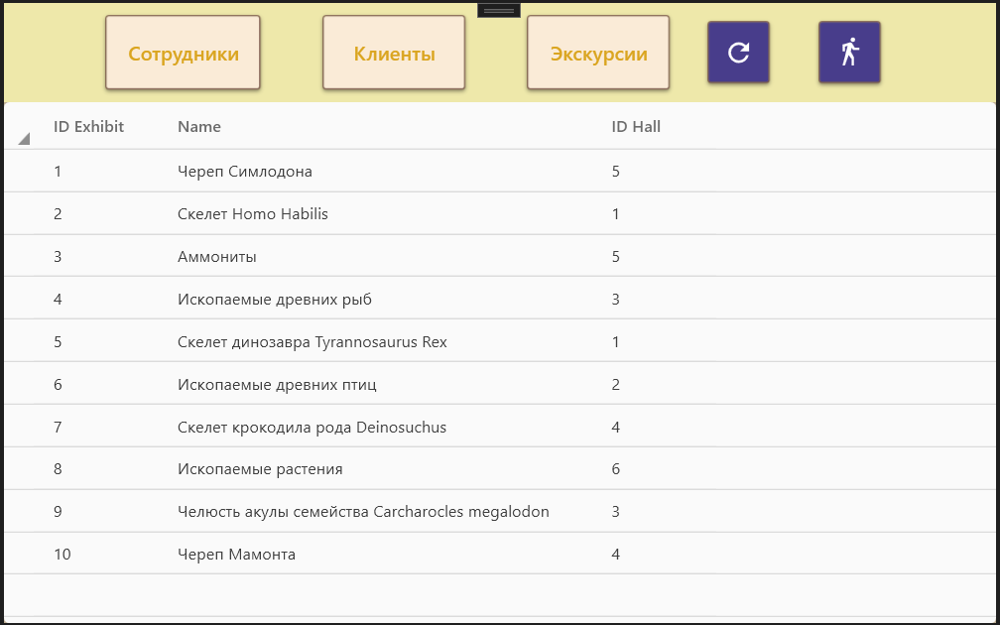 Сотрудники Клиенты Экскурсии
ID Exhibit Name ID Hall
1 Череп Симлодона 5
2 Скелет Homo Habilis 1
3 Аммониты 5
4 Ископаемые древних рыб 3
5 Скелет динозавра Tyrannosaurus Rex 1
6 Ископаемые древних птиц 2
7 Скелет крокодила рода Deinosuchus 4
8 Ископаемые растения 6
9 Челюсть акулы семейства Carcharocles megalodon 3
10 Череп Мамонта 4